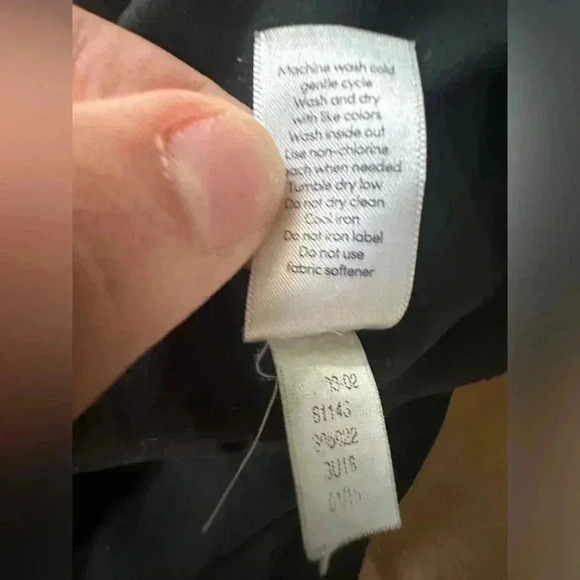 Machine wash cold
gentle cycle
Wash and dry
with like colors
Wash inside out
Use non-chlorine
when needed
Tumble dry low
Do not dry clean
Cool iron
Do not iron label
Do not use
fabric softener
81143